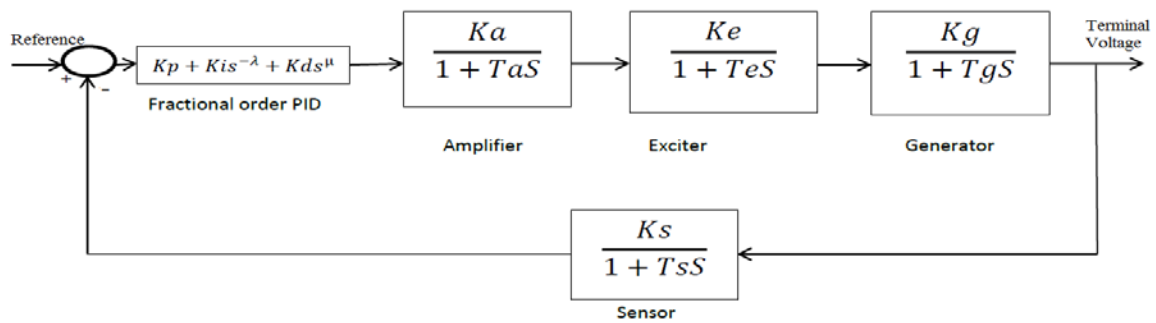 Reference
+
-
Kp + Kis^{-λ} + Kds^{μ}
Fractional order PID
Ka
1 + TaS
Amplifier
Ke
1 + TeS
Exciter
Kg
1 + TgS
Generator
Terminal
Voltage
Ks
1 + TsS
Sensor